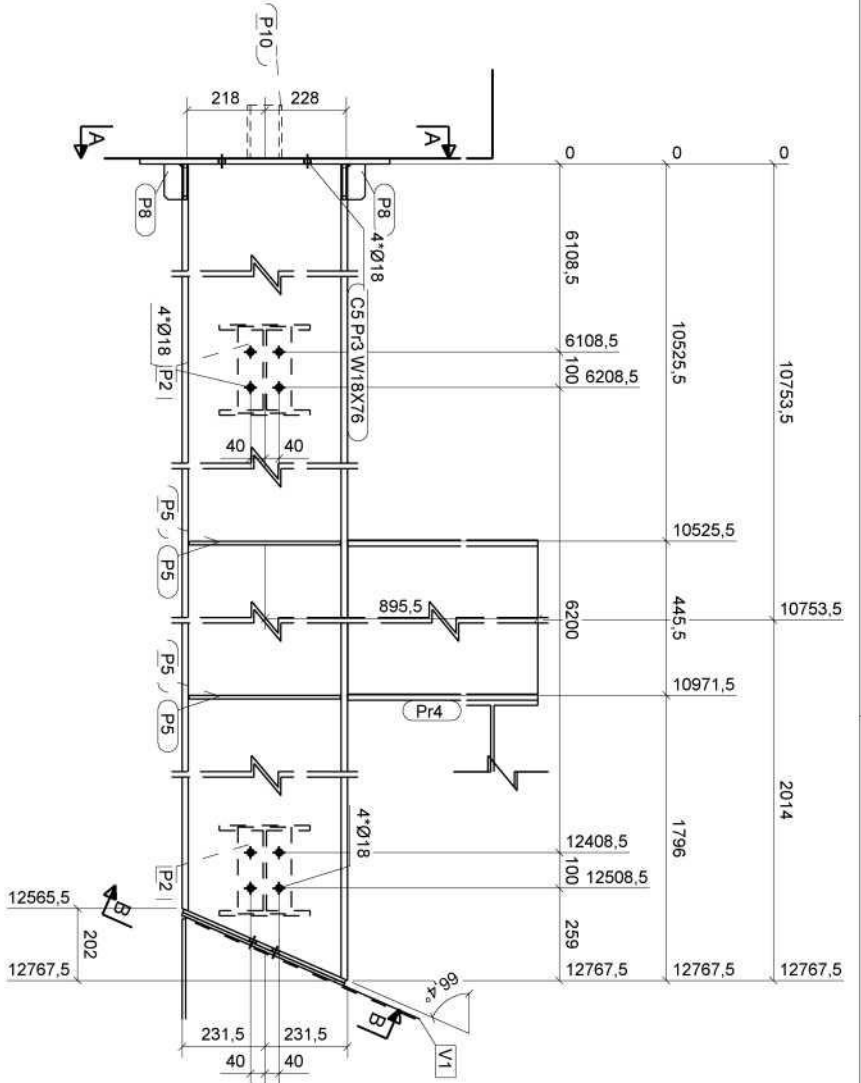 P10
218
228
A
A
0
0
0
P8
P8
4*Ø18
6108,5
C5 Pr3 W18X76
4*Ø18
P2
6108,5
100
6208,5
10525,5
10753,5
40
40
P5
P5
10525,5
895,5
6200
445,5
10753,5
P5
P5
10971,5
Pr4
2014
1796
4*Ø18
12408,5
P2
100
12508,5
12565,5
B
202
259
12767,5
12767,5
12767,5
12767,5
66,4°
B
231,5
231,5
V1
40
40